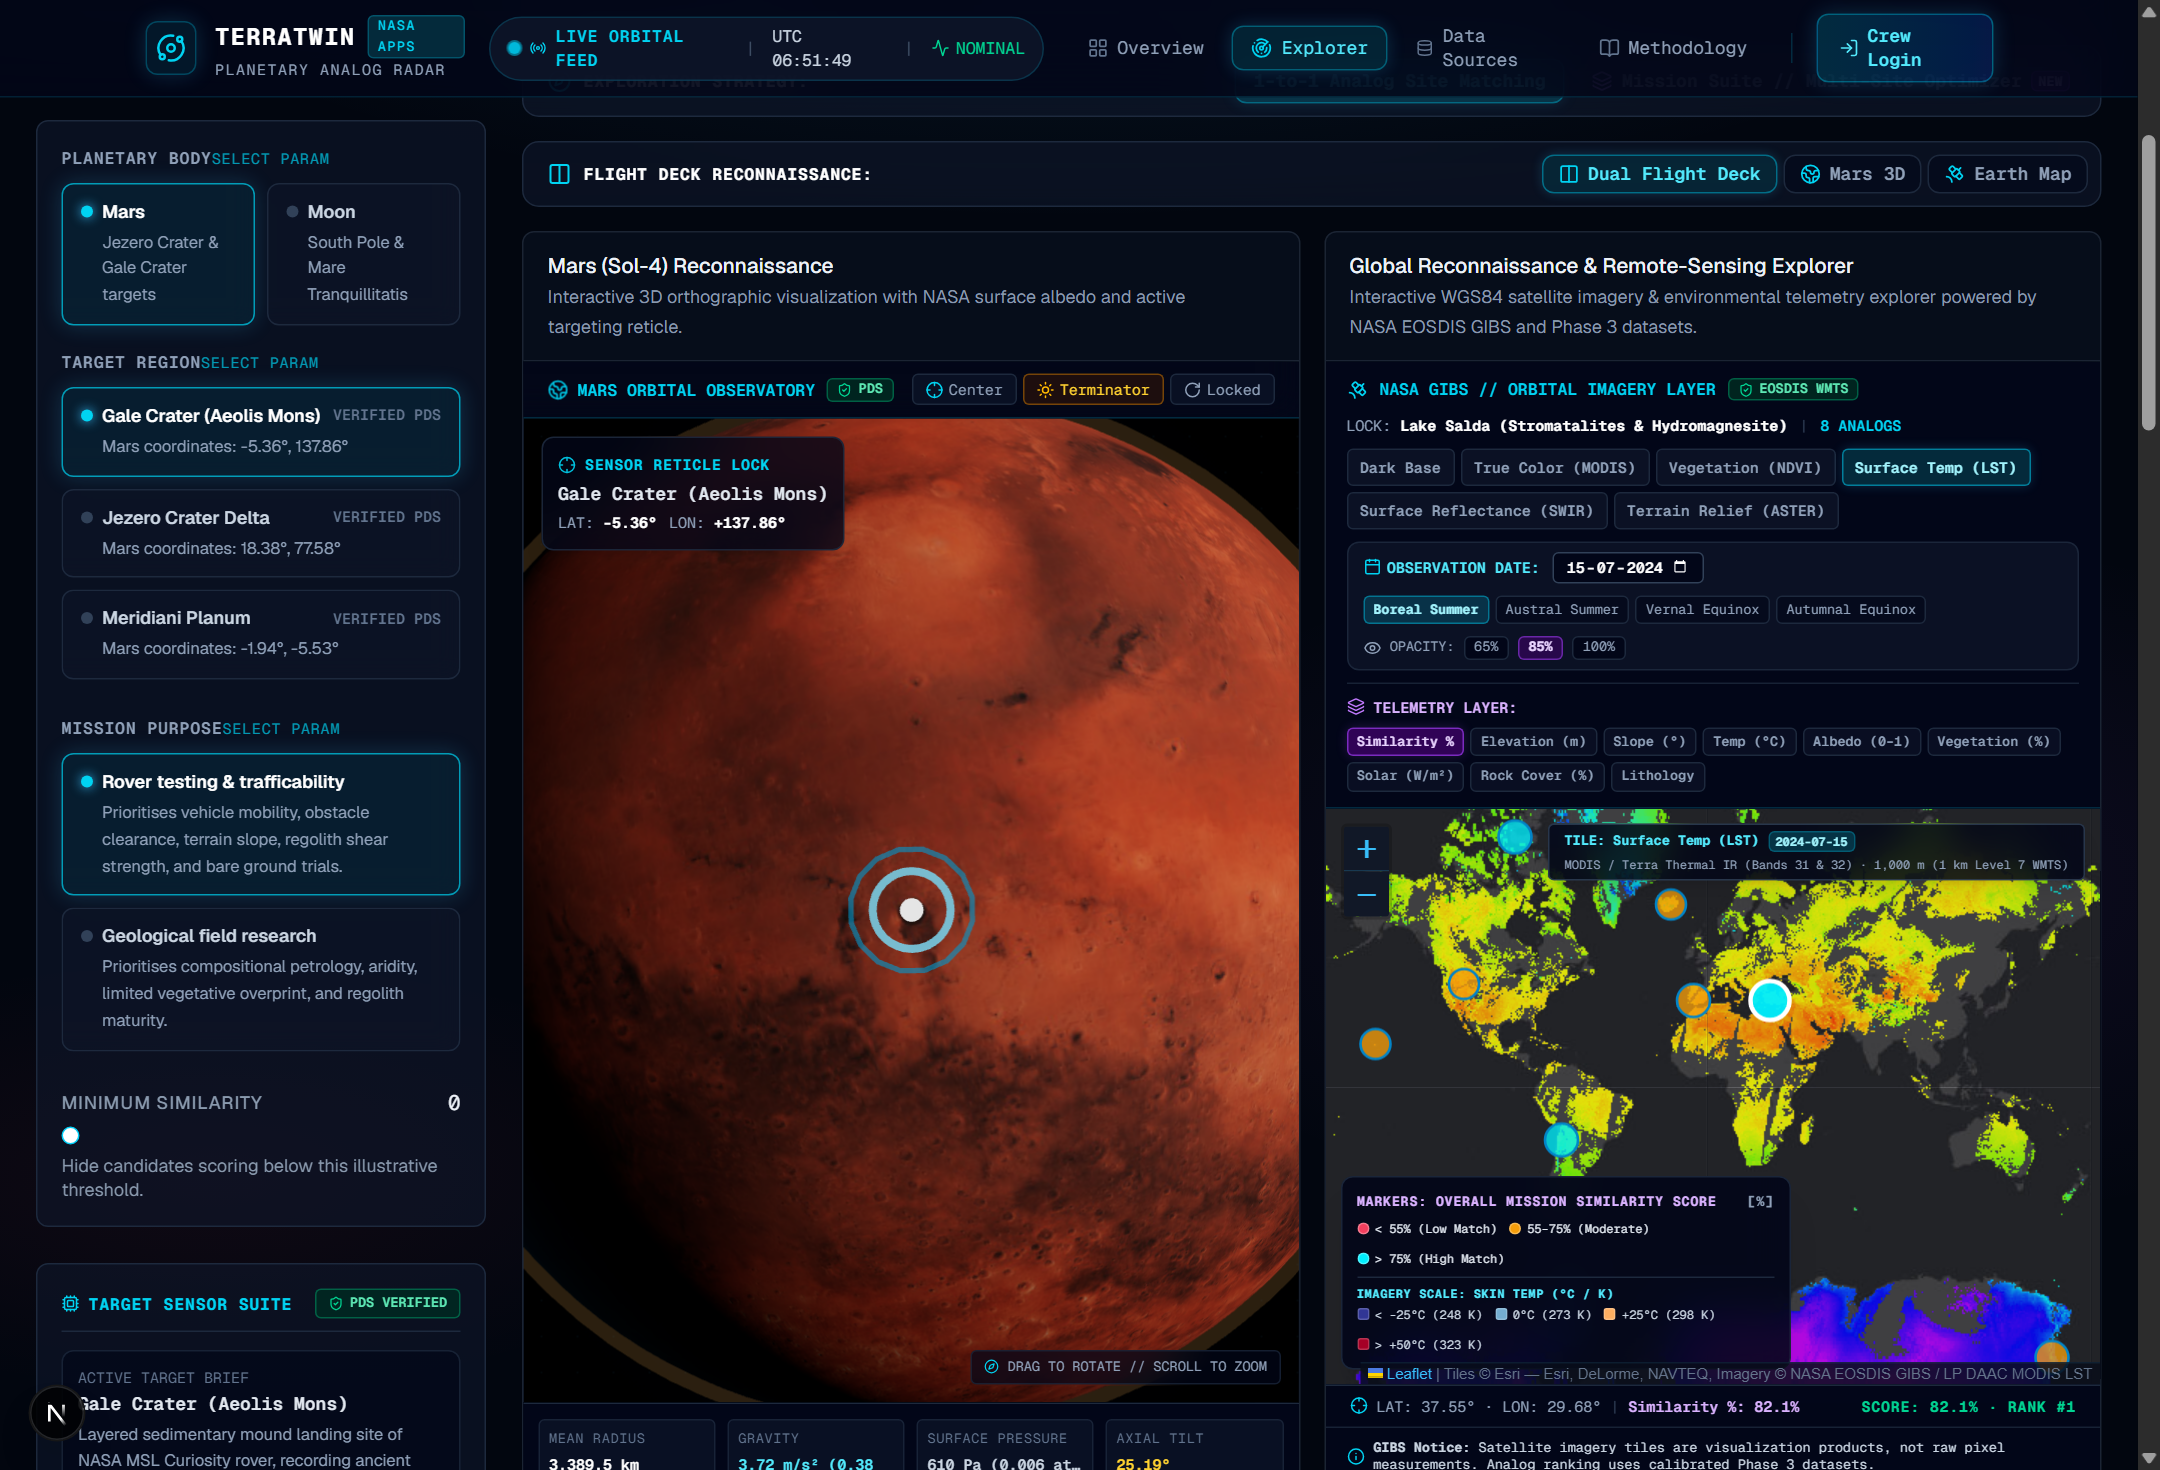 TERRATWIN
NASA APPS
PLANETARY ANALOG RADAR
LIVE ORBITAL FEED
UTC 06:51:49
NOMINAL
Overview
Explorer
Data Sources
Methodology
Crew Login
EXPLORATION STRATEGY:
1-to-1 Analog Site Matching
Mission Suite // Multi-Site Optimizer NEW
PLANETARY BODY SELECT PARAM
Mars
Jezero Crater &
Gale Crater
targets
Moon
South Pole &
Mare
Tranquillitatis
TARGET REGION SELECT PARAM
Gale Crater (Aeolis Mons) VERIFIED PDS
Mars coordinates: -5.36°, 137.86°
Jezero Crater Delta VERIFIED PDS
Mars coordinates: 18.38°, 77.58°
Meridiani Planum VERIFIED PDS
Mars coordinates: -1.94°, -5.53°
MISSION PURPOSE SELECT PARAM
Rover testing & trafficability
Prioritises vehicle mobility, obstacle
clearance, terrain slope, regolith shear
strength, and bare ground trials.
Geological field research
Prioritises compositional petrology, aridity,
limited vegetative overprint, and regolith
maturity.
MINIMUM SIMILARITY 0
Hide candidates scoring below this illustrative
threshold.
TARGET SENSOR SUITE PDS VERIFIED
ACTIVE TARGET BRIEF
Gale Crater (Aeolis Mons)
Layered sedimentary mound landing site of
NASA MSL Curiosity rover, recording ancient
N
FLIGHT DECK RECONNAISSANCE:
Dual Flight Deck
Mars 3D
Earth Map
Mars (Sol-4) Reconnaissance
Interactive 3D orthographic visualization with NASA surface albedo and active
targeting reticle.
MARS ORBITAL OBSERVATORY PDS
Center
Terminator
Locked
SENSOR RETICLE LOCK
Gale Crater (Aeolis Mons)
LAT: -5.36° LON: +137.86°
DRAG TO ROTATE // SCROLL TO ZOOM
MEAN RADIUS
3,389.5 km
GRAVITY
3.72 m/s² (0.38
SURFACE PRESSURE
610 Pa (0.006 at…
AXIAL TILT
25.19°
Global Reconnaissance & Remote-Sensing Explorer
Interactive WGS84 satellite imagery & environmental telemetry explorer powered by
NASA EOSDIS GIBS and Phase 3 datasets.
NASA GIBS // ORBITAL IMAGERY LAYER EOSDIS WMTS
LOCK: Lake Salda (Stromatalites & Hydromagnesite) | 8 ANALOGS
Dark Base
True Color (MODIS)
Vegetation (NDVI)
Surface Temp (LST)
Surface Reflectance (SWIR)
Terrain Relief (ASTER)
OBSERVATION DATE: 15-07-2024
Boreal Summer
Austral Summer
Vernal Equinox
Autumnal Equinox
OPACITY: 65% 85% 100%
TELEMETRY LAYER:
Similarity %
Elevation (m)
Slope (°)
Temp (°C)
Albedo (0-1)
Vegetation (%)
Solar (W/m²)
Rock Cover (%)
Lithology
+
−
TILE: Surface Temp (LST) 2024-07-15
MODIS / Terra Thermal IR (Bands 31 & 32) · 1,000 m (1 km Level 7 WMTS)
MARKERS: OVERALL MISSION SIMILARITY SCORE [%]
< 55% (Low Match) 55-75% (Moderate)
> 75% (High Match)
IMAGERY SCALE: SKIN TEMP (°C / K)
< -25°C (248 K) 0°C (273 K) +25°C (298 K)
> +50°C (323 K)
Leaflet | Tiles © Esri — Esri, DeLorme, NAVTEQ, Imagery © NASA EOSDIS GIBS / LP DAAC MODIS LST
LAT: 37.55° · LON: 29.68° | Similarity %: 82.1% SCORE: 82.1% · RANK #1
GIBS Notice: Satellite imagery tiles are visualization products, not raw pixel
measurements. Analog ranking uses calibrated Phase 3 datasets.